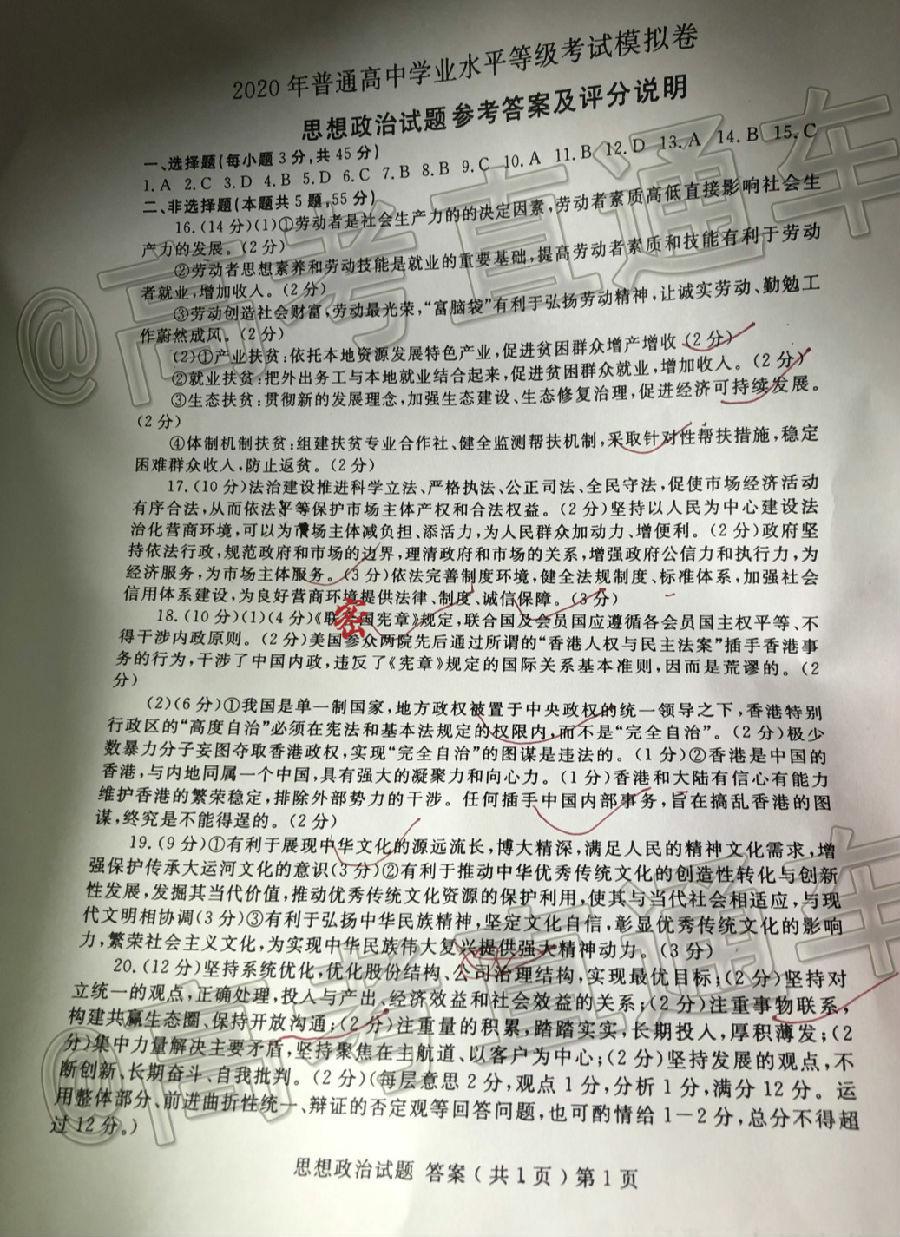 2020年普通高中学业水平等级考试模拟卷
思想政治试题参考答案及评分说明
一、选择题(每小题3分,共45分)
1.A 2.C 3.D 4.B 5.D 6.C 7.B 8.B 9.C 10.A 11.B 12.D 13.A 14.B 15.C
二、非选择题(本题共5题,55分)
16.(14分)(1)①劳动者是社会生产力的的决定因素,劳动者素质高低直接影响社会生
产力的发展。(2分)
②劳动者思想素养和劳动技能是就业的重要基础,提高劳动者素质和技能有利于劳动
者就业,增加收入。(2分)
③劳动创造社会财富,劳动最光荣,“富脑袋”有利于弘扬劳动精神,让诚实劳动、勤勉工
作蔚然成风。(2分)
(2)①产业扶贫:依托本地资源发展特色产业,促进贫困群众增产增收(2分)
②就业扶贫:把外出务工与本地就业结合起来,促进贫困群众就业,增加收入。(2分)
③生态扶贫:贯彻新的发展理念,加强生态建设、生态修复治理,促进经济可持续发展。
(2分)
④体制机制扶贫:组建扶贫专业合作社、健全监测帮扶机制,采取针对性帮扶措施,稳定
困难群众收入,防止返贫。(2分)
17.(10分)法治建设推进科学立法、严格执法、公正司法、全民守法,促使市场经济活动
有序合法,从而依法平等保护市场主体产权和合法权益。(2分)坚持以人民为中心建设法
治化营商环境,可以为市场主体减负担、添活力,为人民群众加动力、增便利。(2分)政府坚
持依法行政,规范政府和市场的边界,理清政府和市场的关系,增强政府公信力和执行力,为
经济服务,为市场主体服务。(3分)依法完善制度环境,健全法规制度、标准体系,加强社会
信用体系建设,为良好营商环境提供法律、制度、诚信保障。(3分)
18.(10分)(1)(4分)《联合国宪章》规定,联合国及会员国应遵循各会员国主权平等、不
得干涉内政原则。(2分)美国参众两院先后通过所谓的“香港人权与民主法案”插手香港事
务的行为,干涉了中国内政,违反了《宪章》规定的国际关系基本准则,因而是荒谬的。(2
分)
密
(2)(6分)①我国是单一制国家,地方政权被置于中央政权的统一领导之下,香港特别
行政区的“高度自治”必须在宪法和基本法规定的权限内,而不是“完全自治”。(2分)极少
数暴力分子妄图夺取香港政权,实现“完全自治”的图谋是违法的。(1分)②香港是中国的
香港,与内地同属一个中国,具有强大的凝聚力和向心力。(1分)香港和大陆有信心有能力
维护香港的繁荣稳定,排除外部势力的干涉。任何插手中国内部事务,旨在搞乱香港的图
谋,终究是不能得逞的。(2分)
19.(9分)①有利于展现中华文化的源远流长,博大精深,满足人民的精神文化需求,增
强保护传承大运河文化的意识(3分)②有利于推动中华优秀传统文化的创造性转化与创新
性发展,发掘其当代价值,推动优秀传统文化资源的保护利用,使其与当代社会相适应,与现
代文明相协调(3分)③有利于弘扬中华民族精神,坚定文化自信,彰显优秀传统文化的影响
力,繁荣社会主义文化,为实现中华民族伟大复兴提供强大精神动力。(3分)
20.(12分)坚持系统优化,优化股份结构、公司治理结构,实现最优目标;(2分)坚持对
立统一的观点,正确处理,投入与产出、经济效益和社会效益的关系;(2分)注重事物联系,
构建共赢生态圈、保持开放沟通;(2分)注重量的积累,踏踏实实,长期投入,厚积薄发;(2
分)集中力量解决主要矛盾,坚持聚焦在主航道、以客户为中心;(2分)坚持发展的观点,不
断创新、长期奋斗、自我批判。(2分)(每层意思2分,观点1分,分析1分,满分12分。运
用整体部分、前进曲折性统一、辩证的否定观等回答问题,也可酌情给1-2分,总分不得超
过12分。)
思想政治试题 答案(共1页)第1页
@高考直通车
@高考直通车